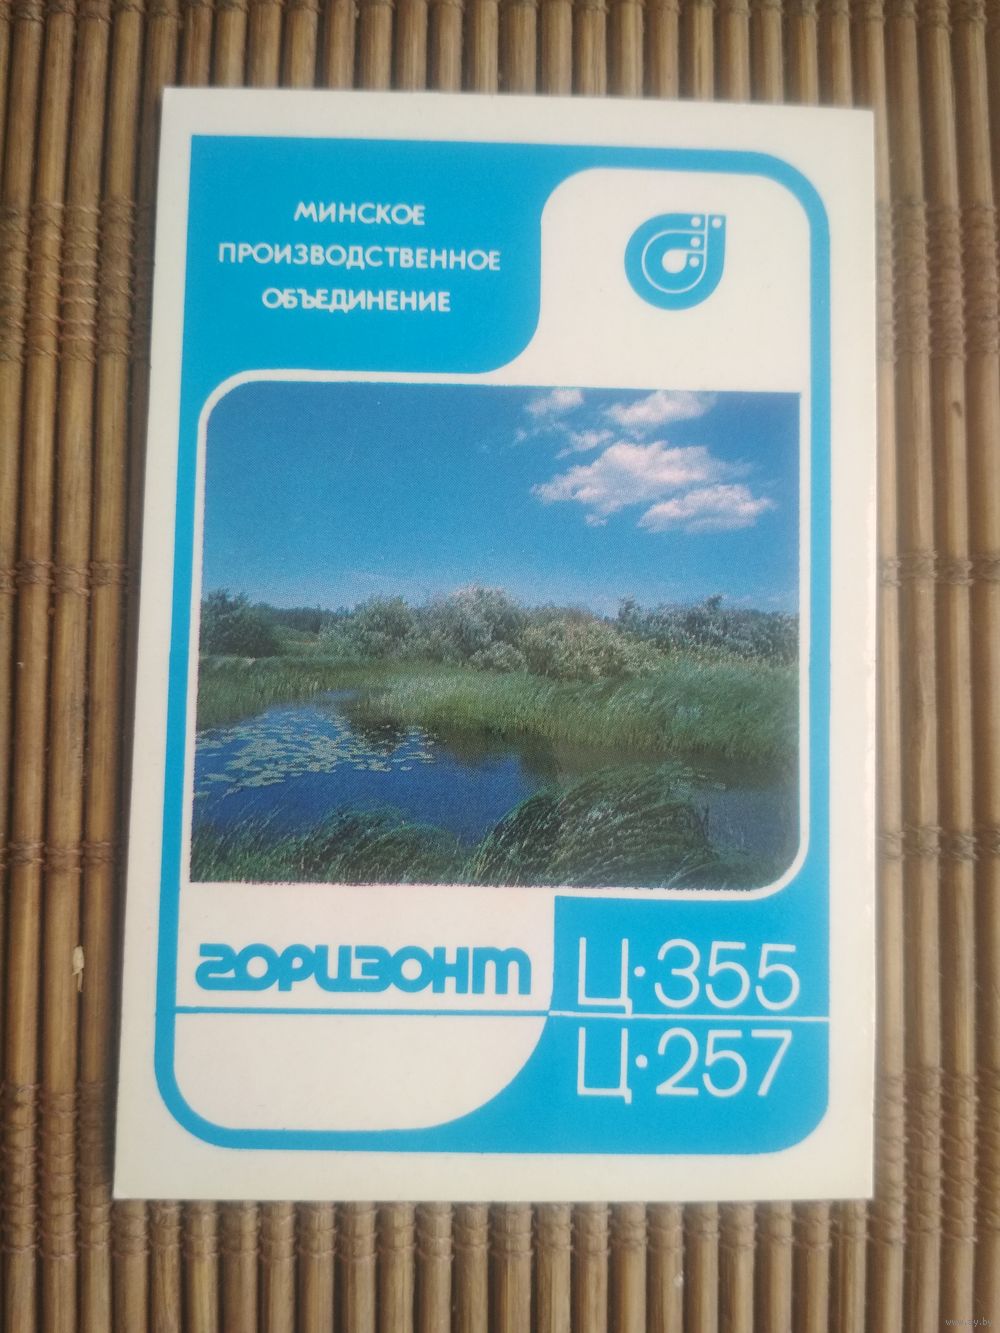 МИНСКОЕ
ПРОИЗВОДСТВЕННОЕ
ОБЪЕДИНЕНИЕ
горизонт
Ц·355
Ц·257